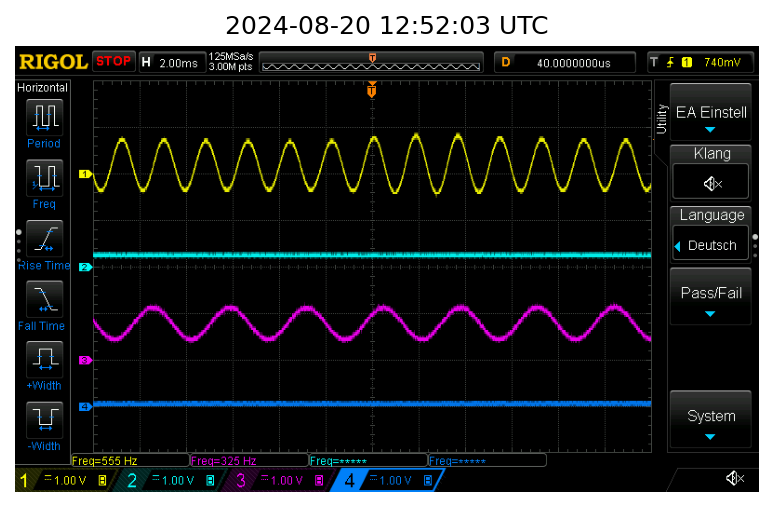 2024-08-20 12:52:03 UTC
RIGOL STOP H 2.00ms 125MSa/s 3.00M pts T D 40.0000000us T 1 740mV
Horizontal
Period
Freq
Rise Time
Fall Time
+Width
-Width
T
1
2
3
4
Utility
EA Einstell
Klang
Language
Deutsch
Pass/Fail
System
Freq=555 Hz Freq=325 Hz Freq=***** Freq=*****
1 1.00 V B 2 1.00 V B 3 1.00 V B 4 1.00 V B